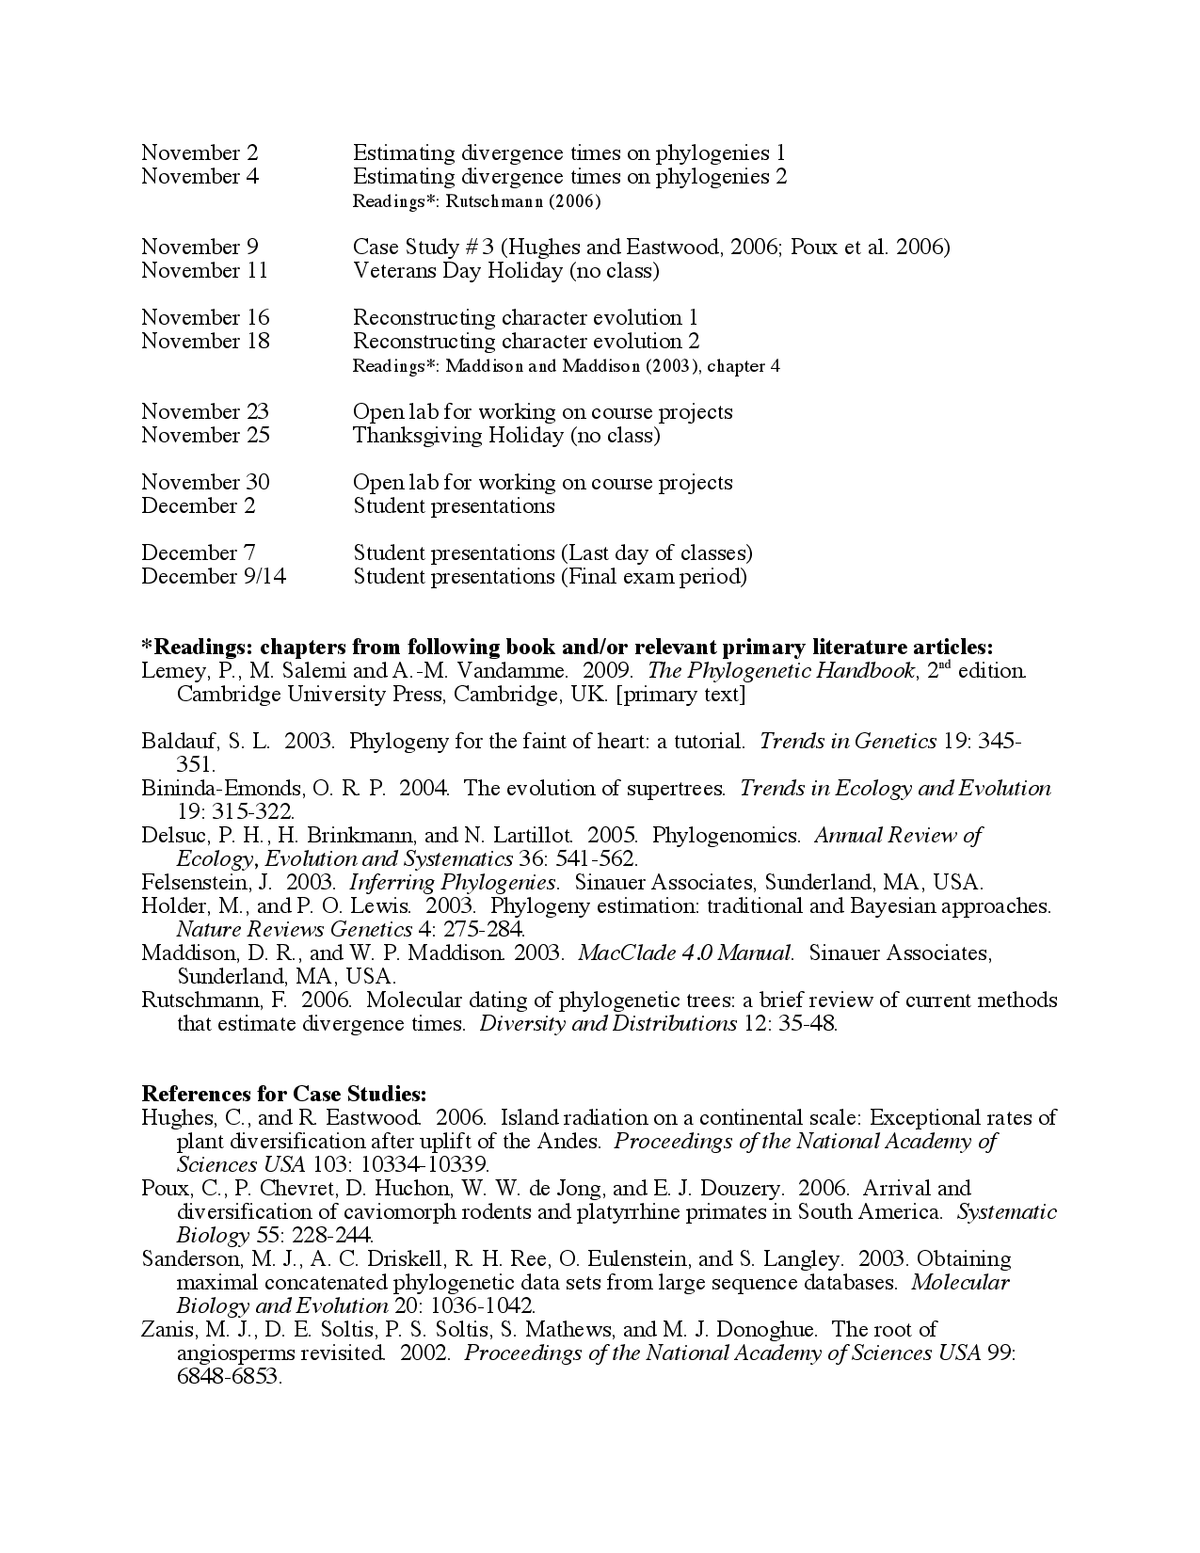 November 2 Estimating divergence times on phylogenies 1
November 4 Estimating divergence times on phylogenies 2
Readings*: Rutschmann (2006)
November 9 Case Study #3 (Hughes and Eastwood, 2006; Poux et al. 2006)
November 11 Veterans Day Holiday (no class)
November 16 Reconstructing character evolution 1
November 18 Reconstructing character evolution 2
Readings*: Maddison and Maddison (2003), chapter 4
November 23 Open lab for working on course projects
November 25 Thanksgiving Holiday (no class)
November 30 Open lab for working on course projects
December 2 Student presentations
December 7 Student presentations (Last day of classes)
December 9/14 Student presentations (Final exam period)
*Readings: chapters from following book and/or relevant primary literature articles:
Lemey, P., M. Salemi and A.-M. Vandamme. 2009. The Phylogenetic Handbook, 2nd edition.
Cambridge University Press, Cambridge, UK. [primary text]
Baldauf, S. L. 2003. Phylogeny for the faint of heart: a tutorial. Trends in Genetics 19: 345-
351.
Bininda-Emonds, O. R. P. 2004. The evolution of supertrees. Trends in Ecology and Evolution
19: 315-322.
Delsuc, P. H., H. Brinkmann, and N. Lartillot. 2005. Phylogenomics. Annual Review of
Ecology, Evolution and Systematics 36: 541-562.
Felsenstein, J. 2003. Inferring Phylogenies. Sinauer Associates, Sunderland, MA, USA.
Holder, M., and P. O. Lewis. 2003. Phylogeny estimation: traditional and Bayesian approaches.
Nature Reviews Genetics 4: 275-284.
Maddison, D. R., and W. P. Maddison. 2003. MacClade 4.0 Manual. Sinauer Associates,
Sunderland, MA, USA.
Rutschmann, F. 2006. Molecular dating of phylogenetic trees: a brief review of current methods
that estimate divergence times. Diversity and Distributions 12: 35-48.
References for Case Studies:
Hughes, C., and R. Eastwood. 2006. Island radiation on a continental scale: Exceptional rates of
plant diversification after uplift of the Andes. Proceedings of the National Academy of
Sciences USA 103: 10334-10339.
Poux, C., P. Chevret, D. Huchon, W. W. de Jong, and E. J. Douzery. 2006. Arrival and
diversification of caviomorph rodents and platyrrhine primates in South America. Systematic
Biology 55: 228-244.
Sanderson, M. J., A. C. Driskell, R. H. Ree, O. Eulenstein, and S. Langley. 2003. Obtaining
maximal concatenated phylogenetic data sets from large sequence databases. Molecular
Biology and Evolution 20: 1036-1042.
Zanis, M. J., D. E. Soltis, P. S. Soltis, S. Mathews, and M. J. Donoghue. The root of
angiosperms revisited. 2002. Proceedings of the National Academy of Sciences USA 99:
6848-6853.